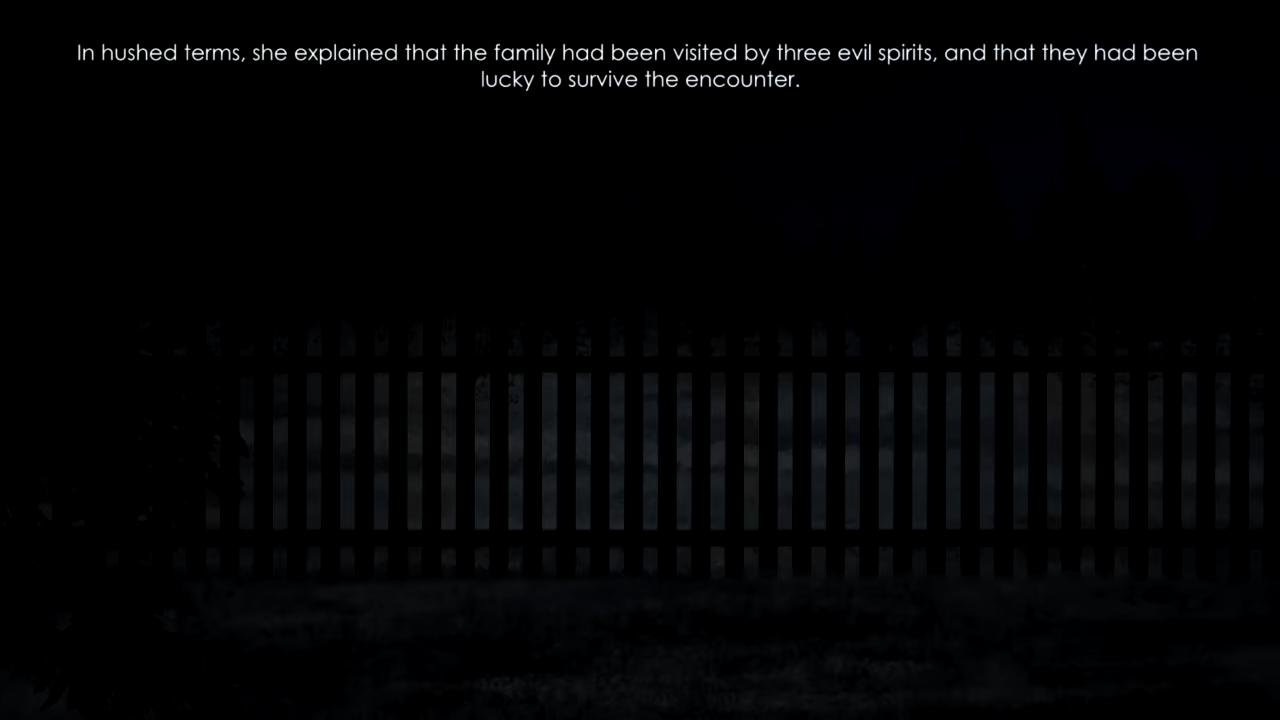 In hushed terms, she explained that the family had been visited by three evil spirits, and that they had been
lucky to survive the encounter.